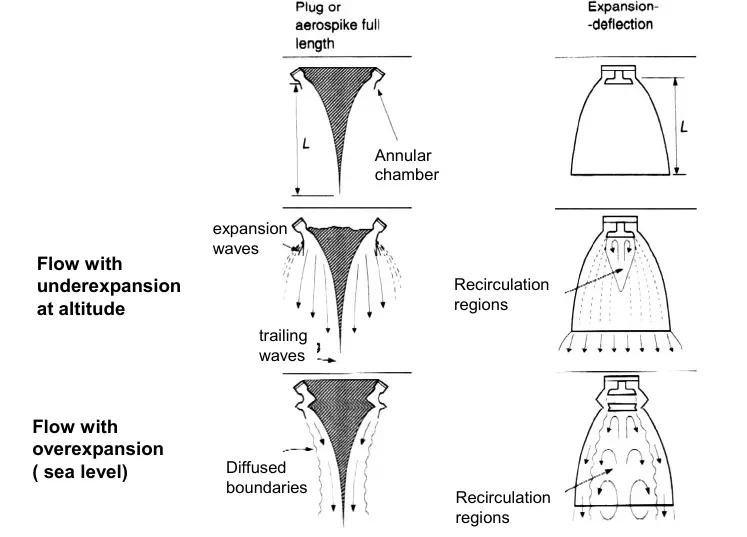 Plug or
aerospike full
length
Expansion-
-deflection
L
L
Annular
chamber
Flow with
underexpansion
at altitude
expansion
waves
trailing
waves
Recirculation
regions
Flow with
overexpansion
( sea level)
Diffused
boundaries
Recirculation
regions